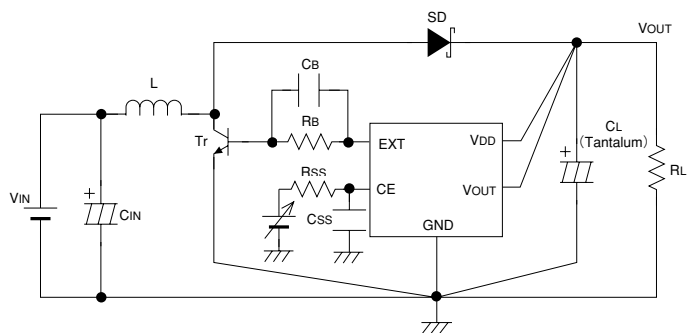 SD
VOUT
L
CB
RB
Tr
EXT
VDD
CL
(Tantalum)
RL
VIN
CIN
RSS
CE
VOUT
CSS
GND